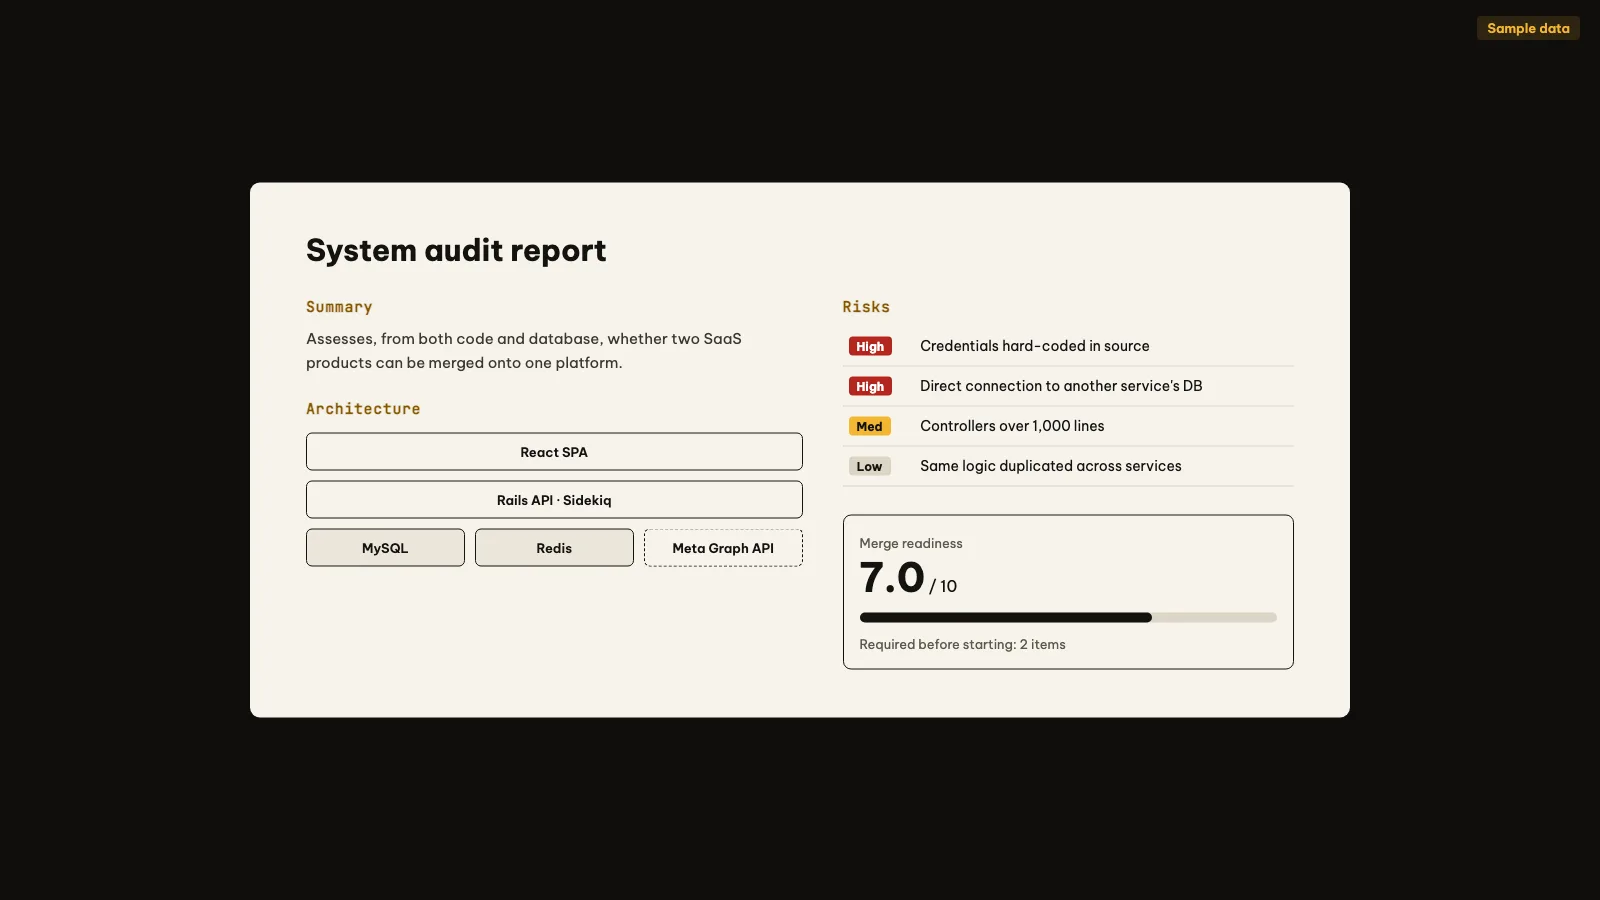 Sample data
System audit report
Summary
Assesses, from both code and database, whether two SaaS
products can be merged onto one platform.
Architecture
React SPA
Rails API · Sidekiq
MySQL
Redis
Meta Graph API
Risks
High Credentials hard-coded in source
High Direct connection to another service's DB
Med Controllers over 1,000 lines
Low Same logic duplicated across services
Merge readiness
7.0 / 10
Required before starting: 2 items